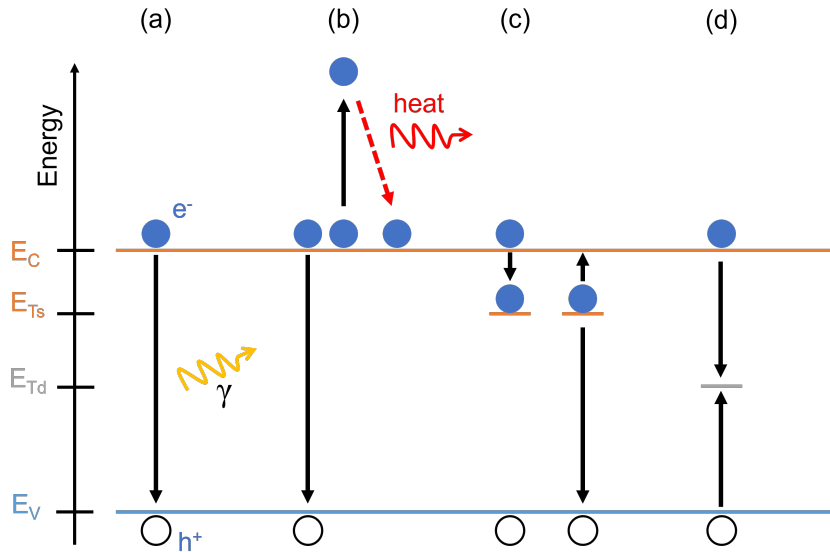 (a)
(b)
(c)
(d)
Energy
heat
e-
EC
ETs
γ
ETd
EV
h+